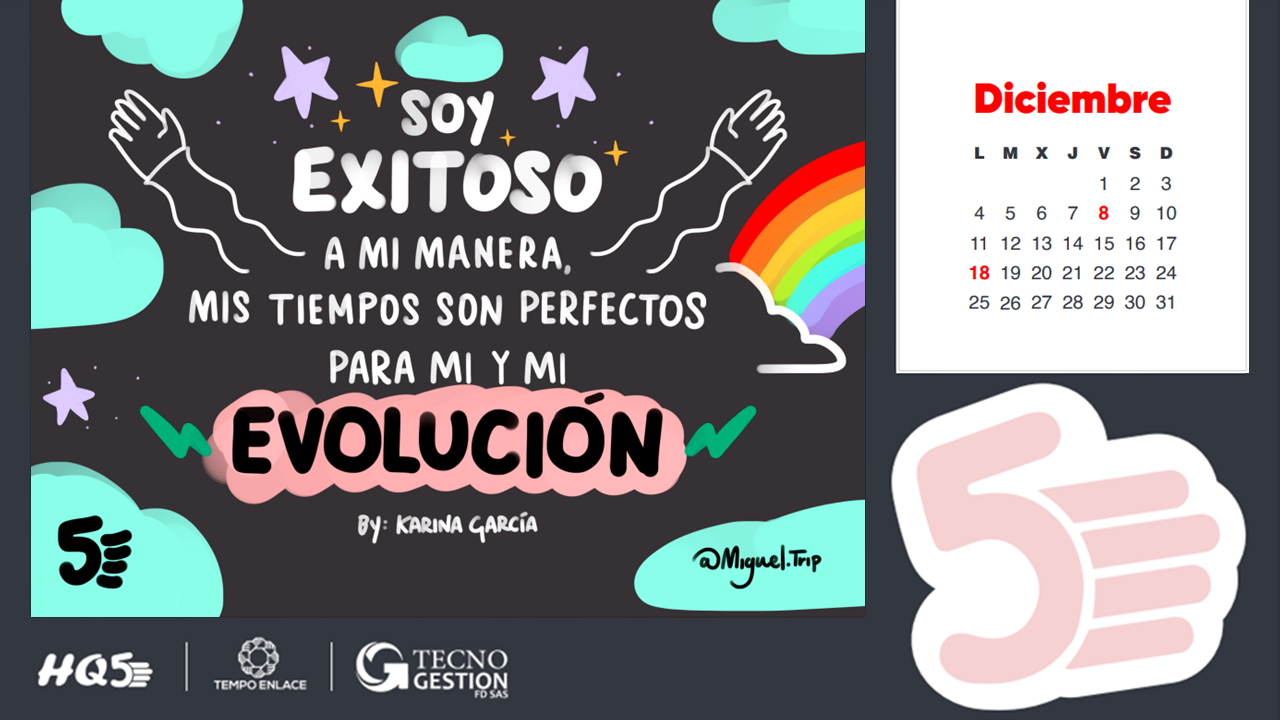 SOY
EXITOSO
A MI MANERA,
MIS TIEMPOS SON PERFECTOS
PARA MI Y MI
EVOLUCIÓN
BY: KARINA GARCÍA
5
@Miguel.Trip
HQ5
TEMPO ENLACE
TECNO
GESTION
FD SAS
Diciembre
L M X J V S D
1 2 3
4 5 6 7 8 9 10
11 12 13 14 15 16 17
18 19 20 21 22 23 24
25 26 27 28 29 30 31
5